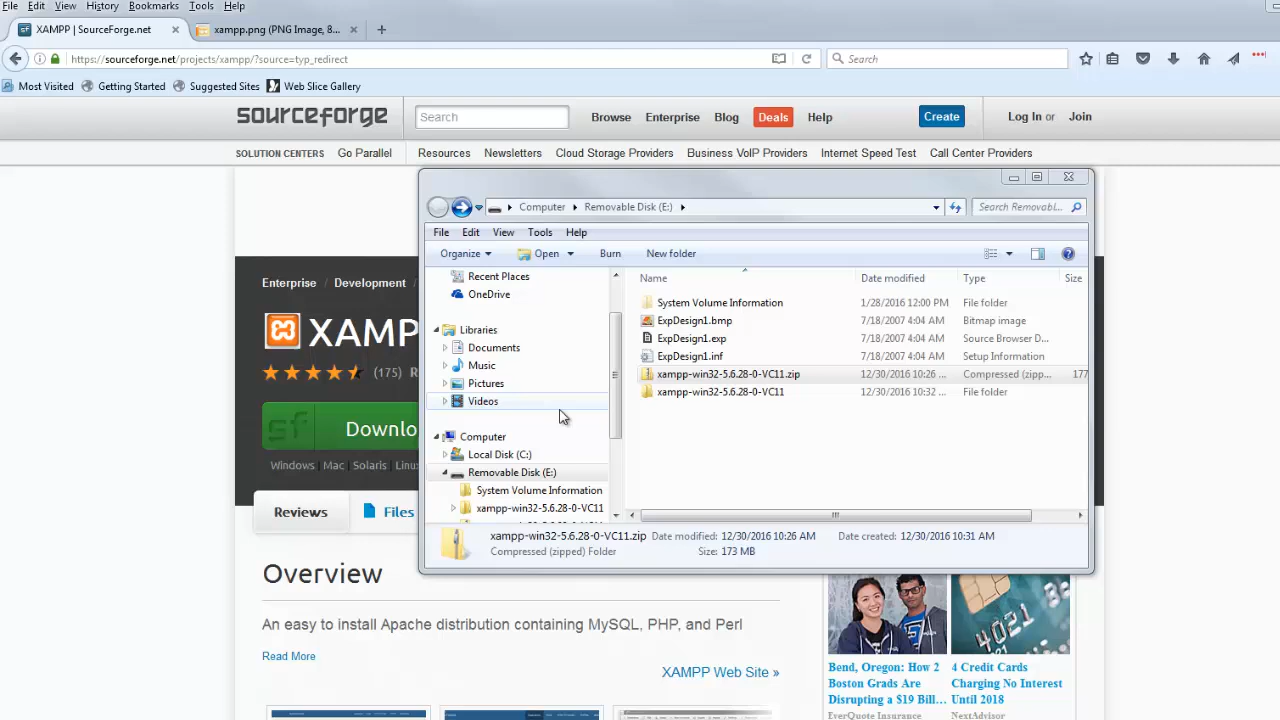 File Edit View History Bookmarks Tools Help
XAMPP | SourceForge.net × xampp.png (PNG Image, 8... × +
https://sourceforge.net/projects/xampp/?source=typ_redirect Search
Most Visited Getting Started Suggested Sites Web Slice Gallery
sourceforge Search Browse Enterprise Blog Deals Help Create Log In or Join
SOLUTION CENTERS Go Parallel Resources Newsletters Cloud Storage Providers Business VoIP Providers Internet Speed Test Call Center Providers
Computer Removable Disk (E:) Search Removabl...
File Edit View Tools Help
Organize Open Burn New folder
Name Date modified Type Size
Recent Places
OneDrive
Libraries
Documents
Music
Pictures
Videos
Computer
Local Disk (C:)
Removable Disk (E:)
System Volume Information
xampp-win32-5.6.28-0-VC11
System Volume Information 1/28/2016 12:00 PM File folder
ExpDesign1.bmp 7/18/2007 4:04 AM Bitmap image
ExpDesign1.exp 7/18/2007 4:04 AM Source Browser D...
ExpDesign1.inf 7/18/2007 4:04 AM Setup Information
xampp-win32-5.6.28-0-VC11.zip 12/30/2016 10:26 ... Compressed (zipp... 177
xampp-win32-5.6.28-0-VC11 12/30/2016 10:32 ... File folder
xampp-win32-5.6.28-0-VC11.zip Date modified: 12/30/2016 10:26 AM Date created: 12/30/2016 10:31 AM
Compressed (zipped) Folder Size: 173 MB
Enterprise / Development /
XAMPP
(175) R
sf Downlo
Windows | Mac | Solaris | Linu
Reviews Files
Overview
An easy to install Apache distribution containing MySQL, PHP, and Perl
Read More
XAMPP Web Site »
Bend, Oregon: How 2
Boston Grads Are
Disrupting a $19 Bill...
EverQuote Insurance
4 Credit Cards
Charging No Interest
Until 2018
NextAdvisor